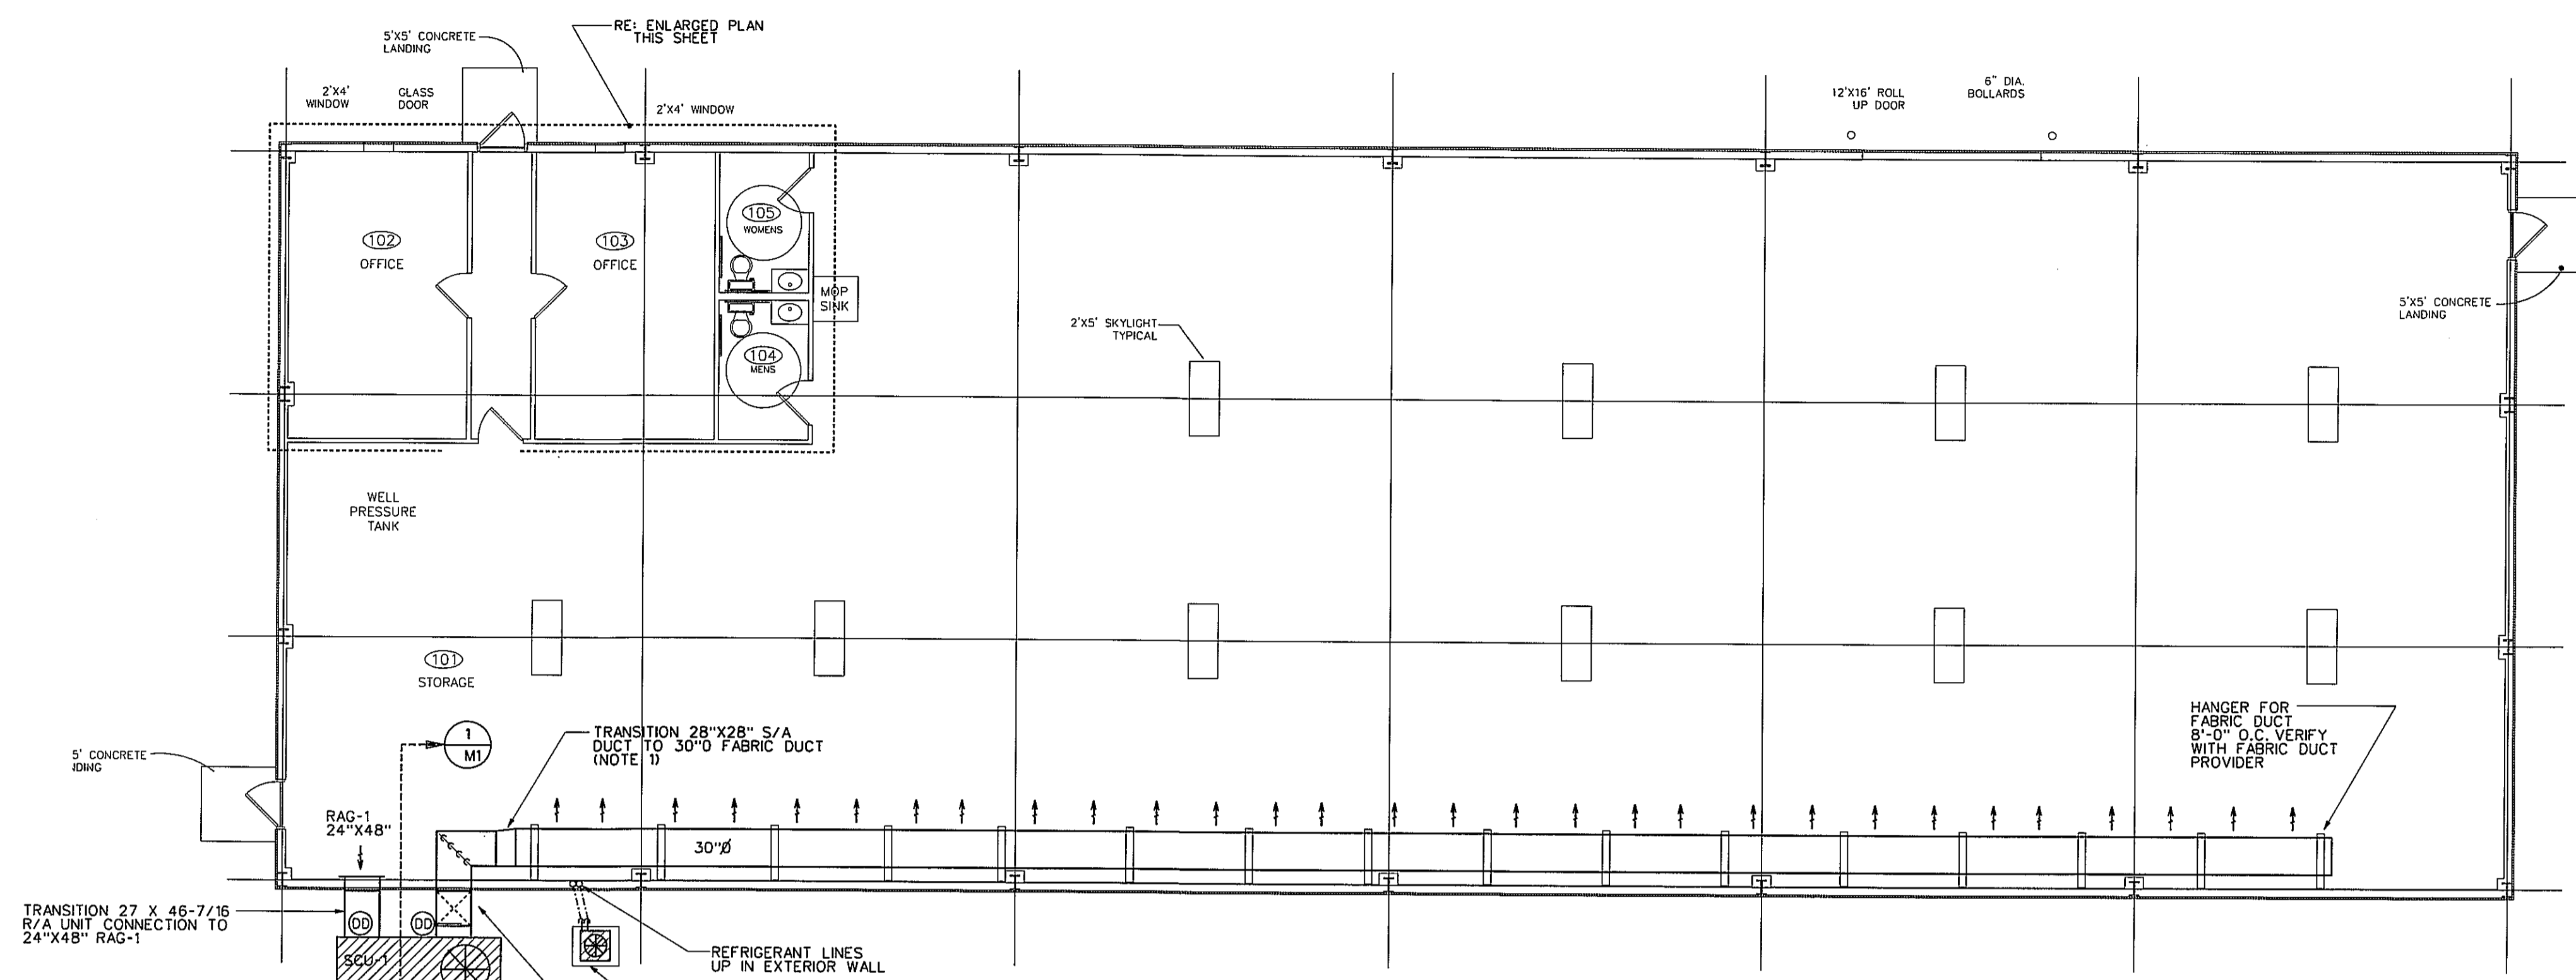 RE: ENLARGED PLAN
THIS SHEET
5'X5' CONCRETE
LANDING
2'X4'
WINDOW
GLASS
DOOR
2'X4' WINDOW
12'X16' ROLL
UP DOOR
6" DIA.
BOLLARDS
102
OFFICE
103
OFFICE
105
WOMENS
MOP
SINK
104
MENS
2'X5' SKYLIGHT
TYPICAL
5'X5' CONCRETE
LANDING
WELL
PRESSURE
TANK
101
STORAGE
1
M1
TRANSITION 28"X28" S/A
DUCT TO 30"O FABRIC DUCT
(NOTE 1)
HANGER FOR
FABRIC DUCT
8'-0" O.C. VERIFY
WITH FABRIC DUCT
PROVIDER
5' CONCRETE
NDING
RAG-1
24"X48"
30"Ø
TRANSITION 27 X 46-7/16
R/A UNIT CONNECTION TO
24"X48" RAG-1
DD
DD
SCU-1
REFRIGERANT LINES
UP IN EXTERIOR WALL